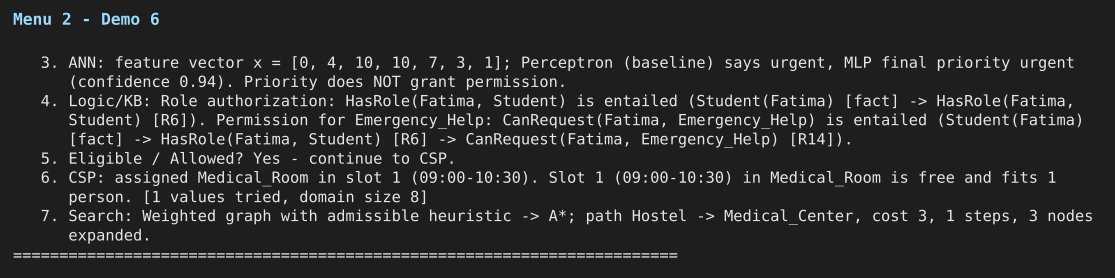 Menu 2 - Demo 6
3. ANN: feature vector x = [0, 4, 10, 10, 7, 3, 1]; Perceptron (baseline) says urgent, MLP final priority urgent
(confidence 0.94). Priority does NOT grant permission.
4. Logic/KB: Role authorization: HasRole(Fatima, Student) is entailed (Student(Fatima) [fact] -> HasRole(Fatima,
Student) [R6]). Permission for Emergency_Help: CanRequest(Fatima, Emergency_Help) is entailed (Student(Fatima)
[fact] -> HasRole(Fatima, Student) [R6] -> CanRequest(Fatima, Emergency_Help) [R14]).
5. Eligible / Allowed? Yes - continue to CSP.
6. CSP: assigned Medical_Room in slot 1 (09:00-10:30). Slot 1 (09:00-10:30) in Medical_Room is free and fits 1
person. [1 values tried, domain size 8]
7. Search: Weighted graph with admissible heuristic -> A*; path Hostel -> Medical_Center, cost 3, 1 steps, 3 nodes
expanded.
========================================================================